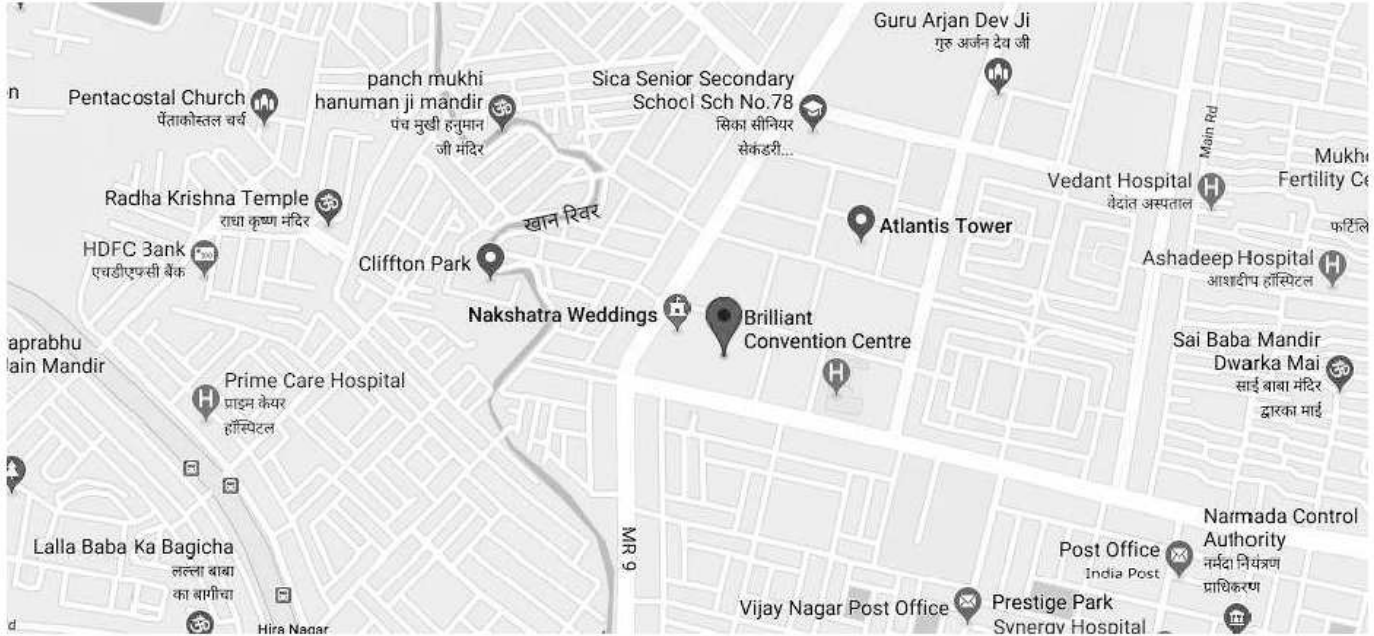 Guru Arjan Dev Ji
गुरु अर्जन देव जी
Pentacostal Church
पेंताकोस्तल चर्च
panch mukhi
hanuman ji mandir
पंच मुखी हनुमान
जी मंदिर
Sica Senior Secondary
School Sch No.78
सिका सीनियर
सेकंडरी...
Main Rd
Mukh
Fertility Ce
फर्टिलि
Vedant Hospital
वेदांत अस्पताल
Radha Krishna Temple
राधा कृष्ण मंदिर
खान रिवर
Atlantis Tower
HDFC Bank
एचडीएफसी बैंक
Cliffton Park
Ashadeep Hospital
आशादीप हॉस्पिटल
Nakshatra Weddings
Brilliant
Convention Centre
aprabhu
ain Mandir
Sai Baba Mandir
Dwarka Mai
साई बाबा मंदिर
द्वारका माई
Prime Care Hospital
प्राइम केयर
हॉस्पिटल
MR 9
Lalla Baba Ka Bagicha
लल्ला बाबा
का बागीचा
Hira Nagar
Post Office
India Post
Narmada Control
Authority
नर्मदा नियंत्रण
प्राधिकरण
Vijay Nagar Post Office
Prestige Park
Synergy Hospital